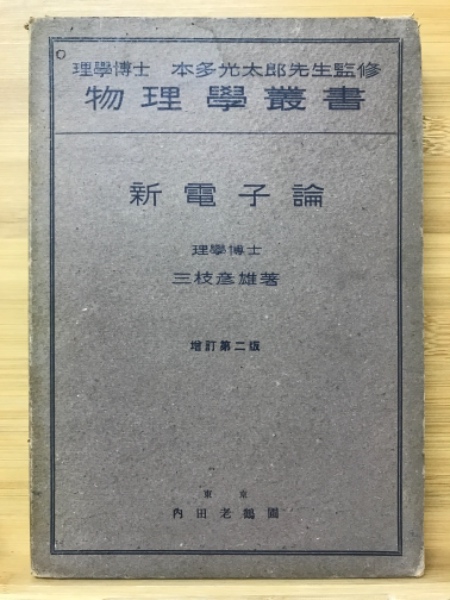 理學博士 本多光太郎先生監修
物理學叢書
新電子論
理學博士
三枝彦雄著
增訂第二版
東京
內田老鶴圃